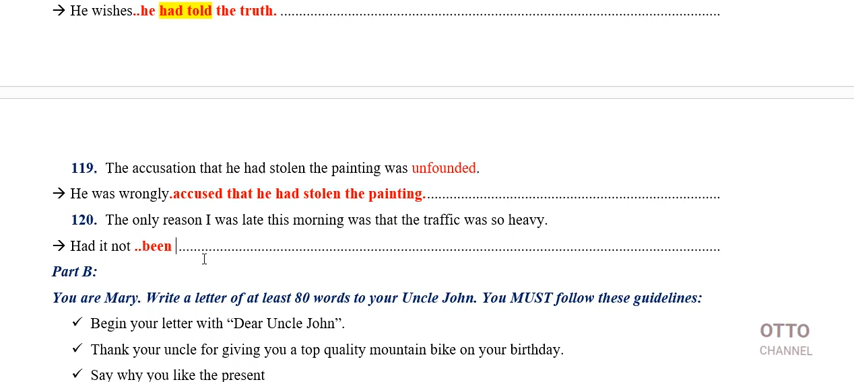 → He wishes..he had told the truth. ............................................................................................................
119. The accusation that he had stolen the painting was unfounded.
→ He was wrongly.accused that he had stolen the painting............................................................................
120. The only reason I was late this morning was that the traffic was so heavy.
→ Had it not ..been ............................................................................................................................................
Part B:
You are Mary. Write a letter of at least 80 words to your Uncle John. You MUST follow these guidelines:
✓ Begin your letter with “Dear Uncle John”.
✓ Thank your uncle for giving you a top quality mountain bike on your birthday.
✓ Say why you like the present
OTTO
CHANNEL